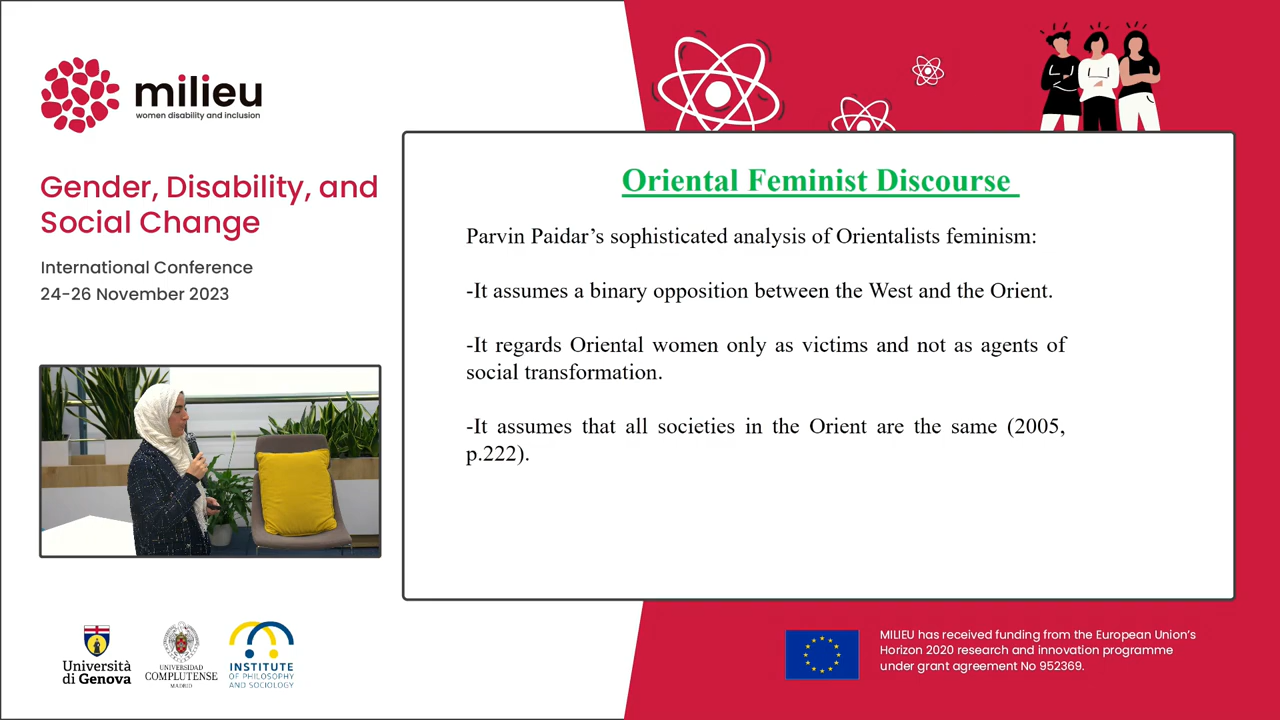 milieu
women disability and inclusion
Gender, Disability, and
Social Change
International Conference
24-26 November 2023
Oriental Feminist Discourse
Parvin Paidar’s sophisticated analysis of Orientalists feminism:
-It assumes a binary opposition between the West and the Orient.
-It regards Oriental women only as victims and not as agents of
social transformation.
-It assumes that all societies in the Orient are the same (2005,
p.222).
Università
di Genova
UNIVERSIDAD
COMPLUTENSE
MADRID
INSTITUTE
OF PHILOSOPHY
AND SOCIOLOGY
MILIEU has received funding from the European Union’s
Horizon 2020 research and innovation programme
under grant agreement No 952369.